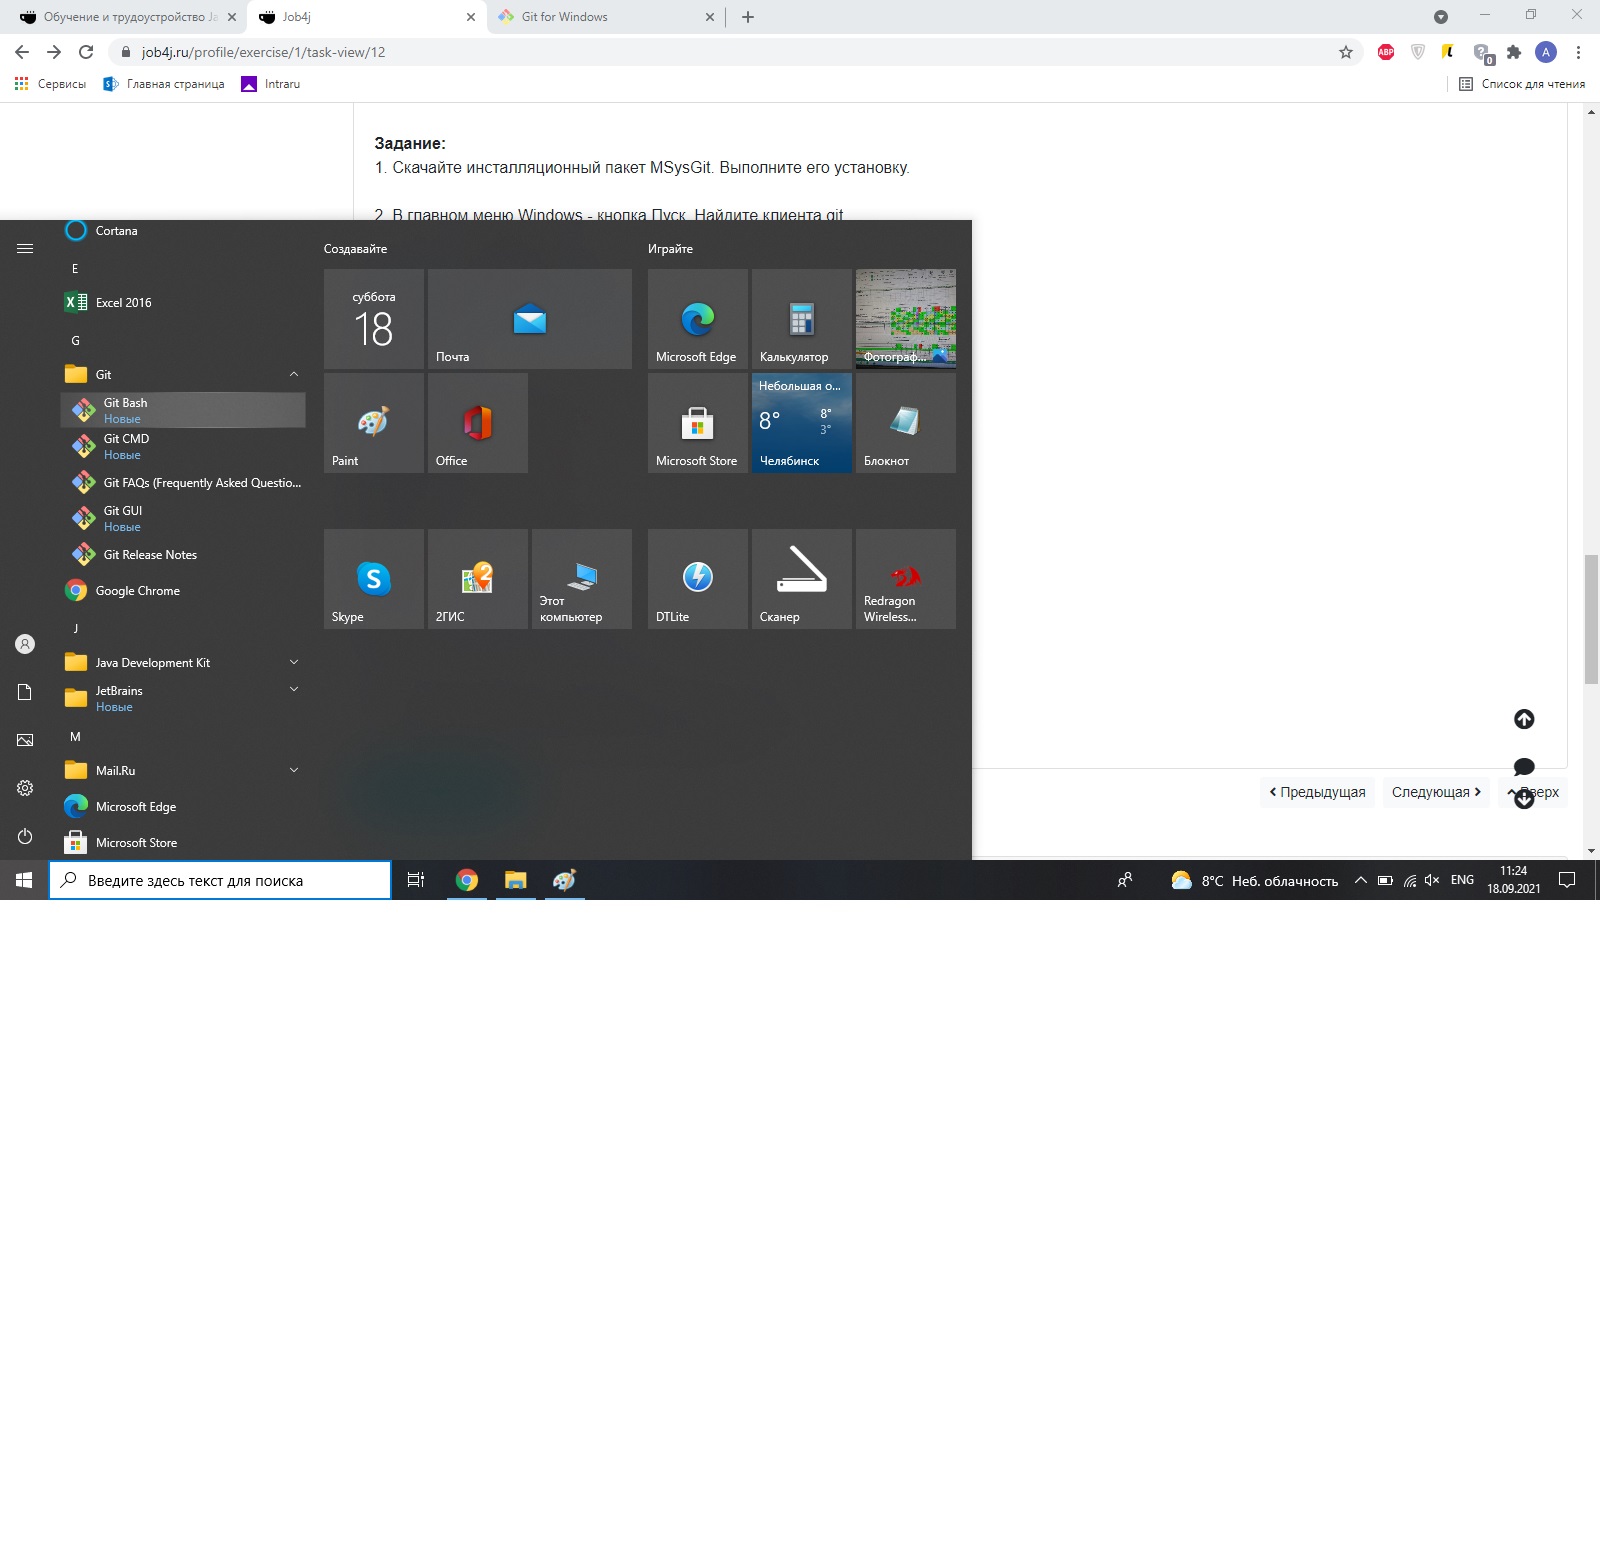 Обучение и трудоустройство Ja
Job4j
Git for Windows
job4j.ru/profile/exercise/1/task-view/12
ABP
0
A
Сервисы
Главная страница
Intraru
Список для чтения
Задание:
1. Скачайте инсталляционный пакет MSysGit. Выполните его установку.
2. В главном меню Windows - кнопка Пуск. Найдите клиента git
Cortana
E
Excel 2016
G
Git
Git Bash
Новые
Git CMD
Новые
Git FAQs (Frequently Asked Questio...
Git GUI
Новые
Git Release Notes
Google Chrome
J
Java Development Kit
JetBrains
Новые
M
Mail.Ru
Microsoft Edge
Microsoft Store
Создавайте
суббота
18
Почта
Paint
Office
Skype
2ГИС
Этот
компьютер
Играйте
Microsoft Edge
Калькулятор
Фотограф...
Microsoft Store
Небольшая о...
8°
8°
3°
Челябинск
Блокнот
DTLite
Сканер
Redragon
Wireless...
Предыдущая
Следующая
Вверх
Введите здесь текст для поиска
8°C Неб. облачность
ENG
11:24
18.09.2021